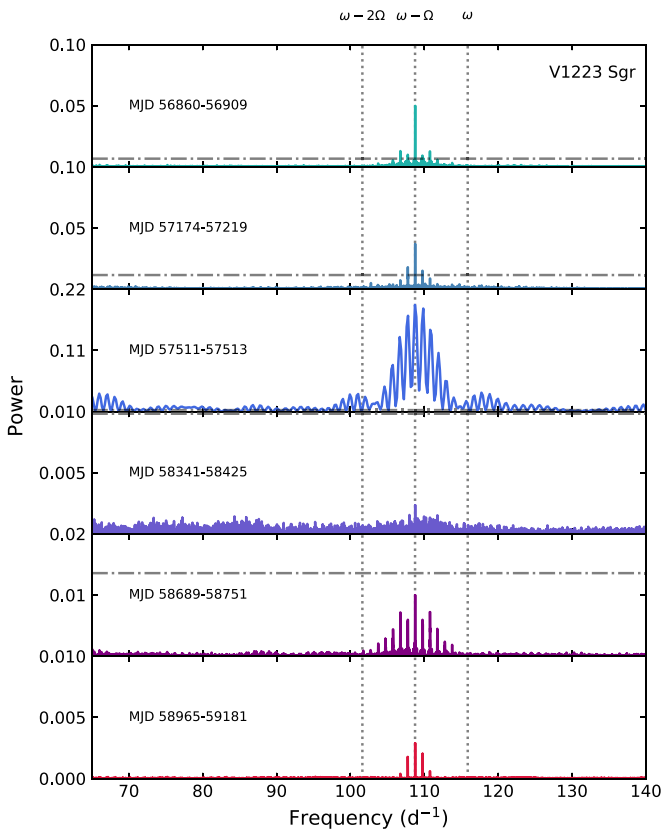 ω − 2Ω ω − Ω ω
V1223 Sgr
0.10
MJD 56860-56909
0.05
0.10
MJD 57174-57219
0.05
0.22
MJD 57511-57513
0.11
0.010
MJD 58341-58425
0.005
0.02
MJD 58689-58751
0.01
0.010
MJD 58965-59181
0.005
0.000
70 80 90 100 110 120 130 140
Frequency (d⁻¹)
Power